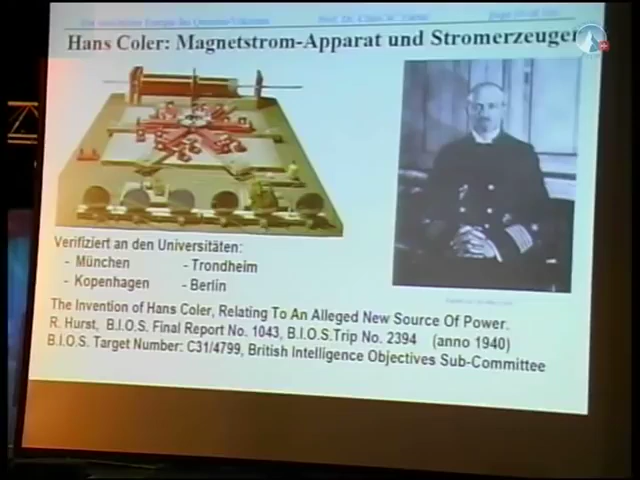 Hans Coler: Magnetstrom-Apparat und Stromerzeuger
Verifiziert an den Universitäten:
- München - Trondheim
- Kopenhagen - Berlin
The Invention of Hans Coler, Relating To An Alleged New Source Of Power.
R. Hurst, B.I.O.S. Final Report No. 1043, B.I.O.S.Trip No. 2394 (anno 1940)
B.I.O.S. Target Number: C31/4799, British Intelligence Objectives Sub-Committee